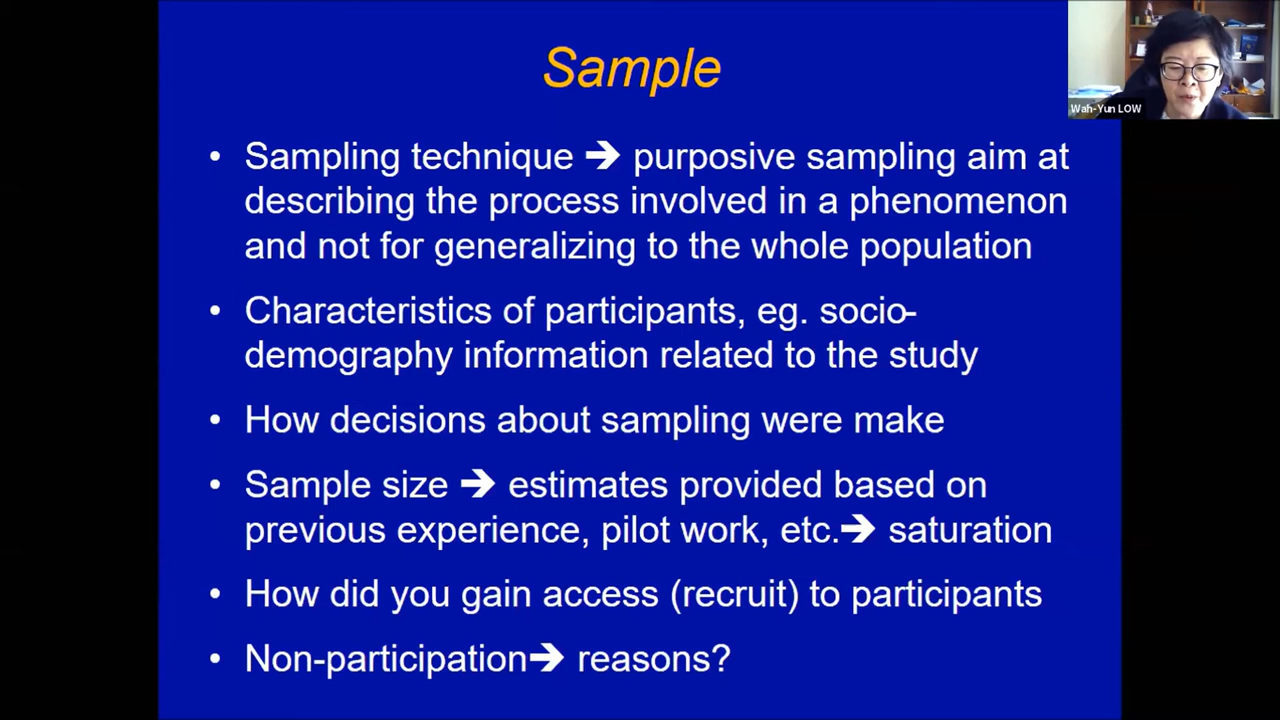 Sample
Wah-Yun LOW
• Sampling technique ➔ purposive sampling aim at
describing the process involved in a phenomenon
and not for generalizing to the whole population
• Characteristics of participants, eg. socio-
demography information related to the study
• How decisions about sampling were make
• Sample size ➔ estimates provided based on
previous experience, pilot work, etc.➔ saturation
• How did you gain access (recruit) to participants
• Non-participation➔ reasons?